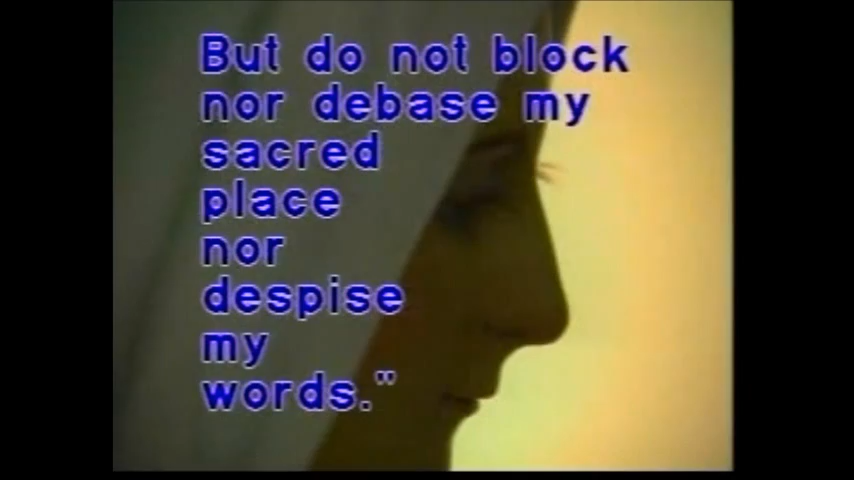 But do not block
nor debase my
sacred
place
nor
despise
my
words."